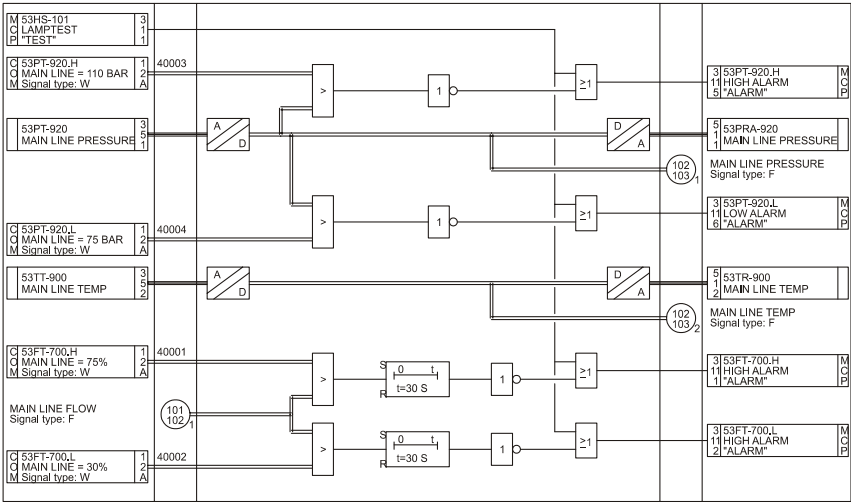 M 53HS-101 3
C LAMPTEST 1
P "TEST" 1
C 53PT-920.H 1 40003
O MAIN LINE = 110 BAR 2
M Signal type: W A
> 1 ≥1
3 53PT-920.H M
11 HIGH ALARM C
5 "ALARM" P
53PT-920 3
MAIN LINE PRESSURE 5
1
A
D
D
A
5 53PRA-920
1 MAIN LINE PRESSURE
1
102
103 1
MAIN LINE PRESSURE
Signal type: F
C 53PT-920.L 1 40004
O MAIN LINE = 75 BAR 2
M Signal type: W A
> 1 ≥1
3 53PT-920.L M
11 LOW ALARM C
6 "ALARM" P
53TT-900 3
MAIN LINE TEMP 5
2
A
D
D
A
5 53TR-900
1 MAIN LINE TEMP
2
102
103 2
MAIN LINE TEMP
Signal type: F
C 53FT-700.H 1 40001
O MAIN LINE = 75% 2
M Signal type: W A
>
S 0 t
R t=30 S
1 ≥1
3 53FT-700.H M
11 HIGH ALARM C
1 "ALARM" P
MAIN LINE FLOW
Signal type: F
101
102 1
C 53FT-700.L 1 40002
O MAIN LINE = 30% 2
M Signal type: W A
>
S 0 t
R t=30 S
1 ≥1
3 53FT-700.L M
11 HIGH ALARM C
2 "ALARM" P